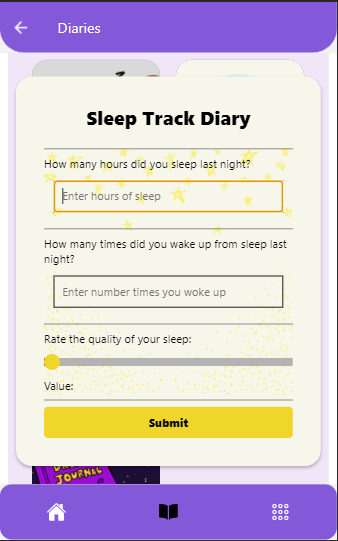 Diaries
Sleep Track Diary
How many hours did you sleep last night?
Enter hours of sleep
How many times did you wake up from sleep last
night?
Enter number times you woke up
Rate the quality of your sleep:
Value:
Submit
JOURNAL